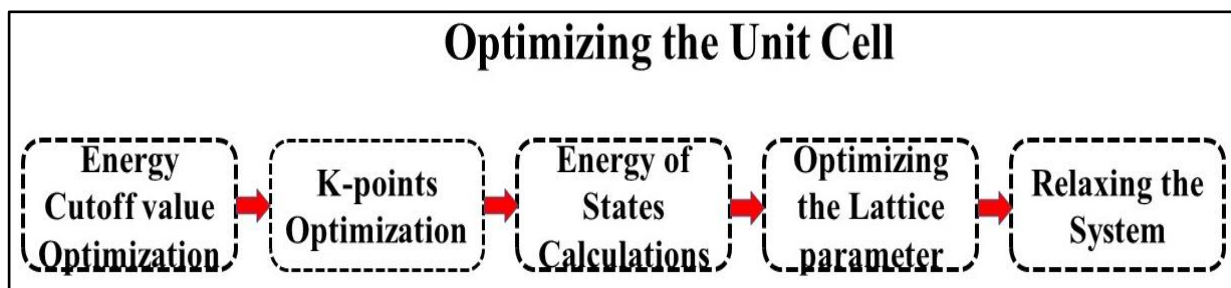 Optimizing the Unit Cell
Energy
Cutoff value
Optimization
K-points
Optimization
Energy of
States
Calculations
Optimizing
the Lattice
parameter
Relaxing the
System